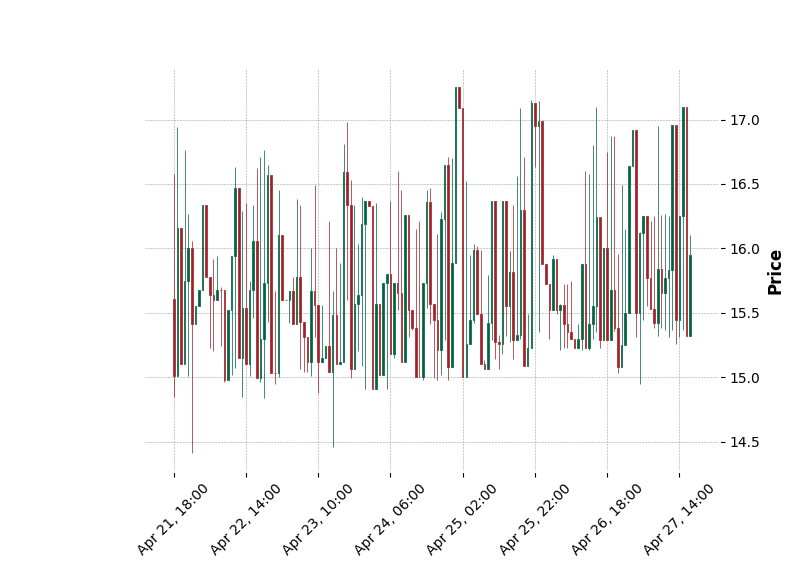 17.0
16.5
16.0
15.5
15.0
14.5
Price
Apr 21, 18:00
Apr 22, 14:00
Apr 23, 10:00
Apr 24, 06:00
Apr 25, 02:00
Apr 25, 22:00
Apr 26, 18:00
Apr 27, 14:00